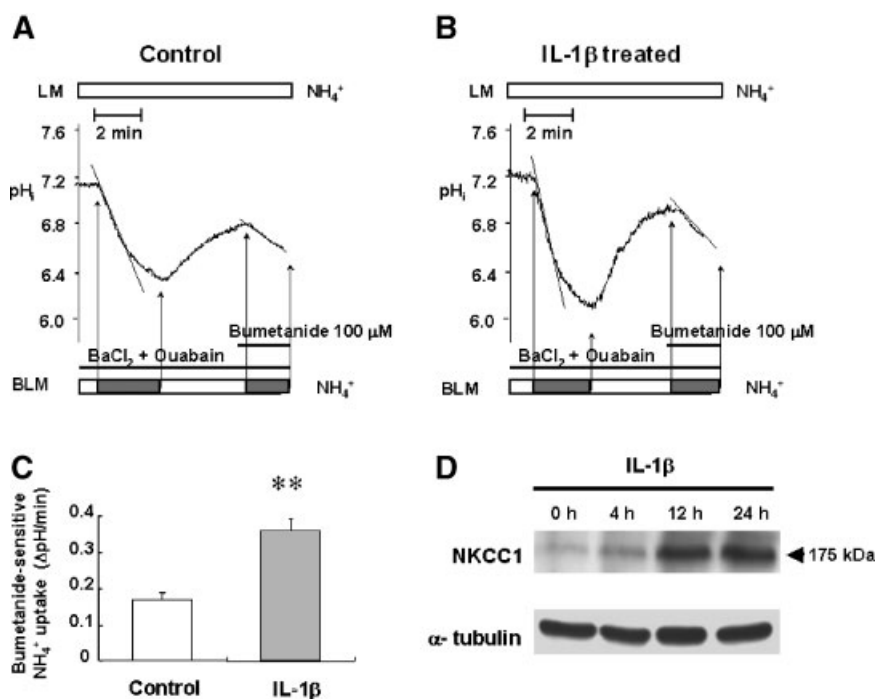 A
Control
LM
NH₄⁺
2 min
7.6
7.2
pHᵢ
6.8
6.4
6.0
Bumetanide 100 µM
BaCl₂ + Ouabain
BLM
NH₄⁺
B
IL-1β treated
LM
NH₄⁺
2 min
7.6
7.2
pHᵢ
6.8
6.4
6.0
Bumetanide 100 µM
BaCl₂ + Ouabain
BLM
NH₄⁺
C
Bumetanide-sensitive
NH₄⁺ uptake (ΔpH/min)
0.4
0.3
0.2
0.1
0
**
Control
IL-1β
D
IL-1β
0 h 4 h 12 h 24 h
NKCC1
175 kDa
α- tubulin